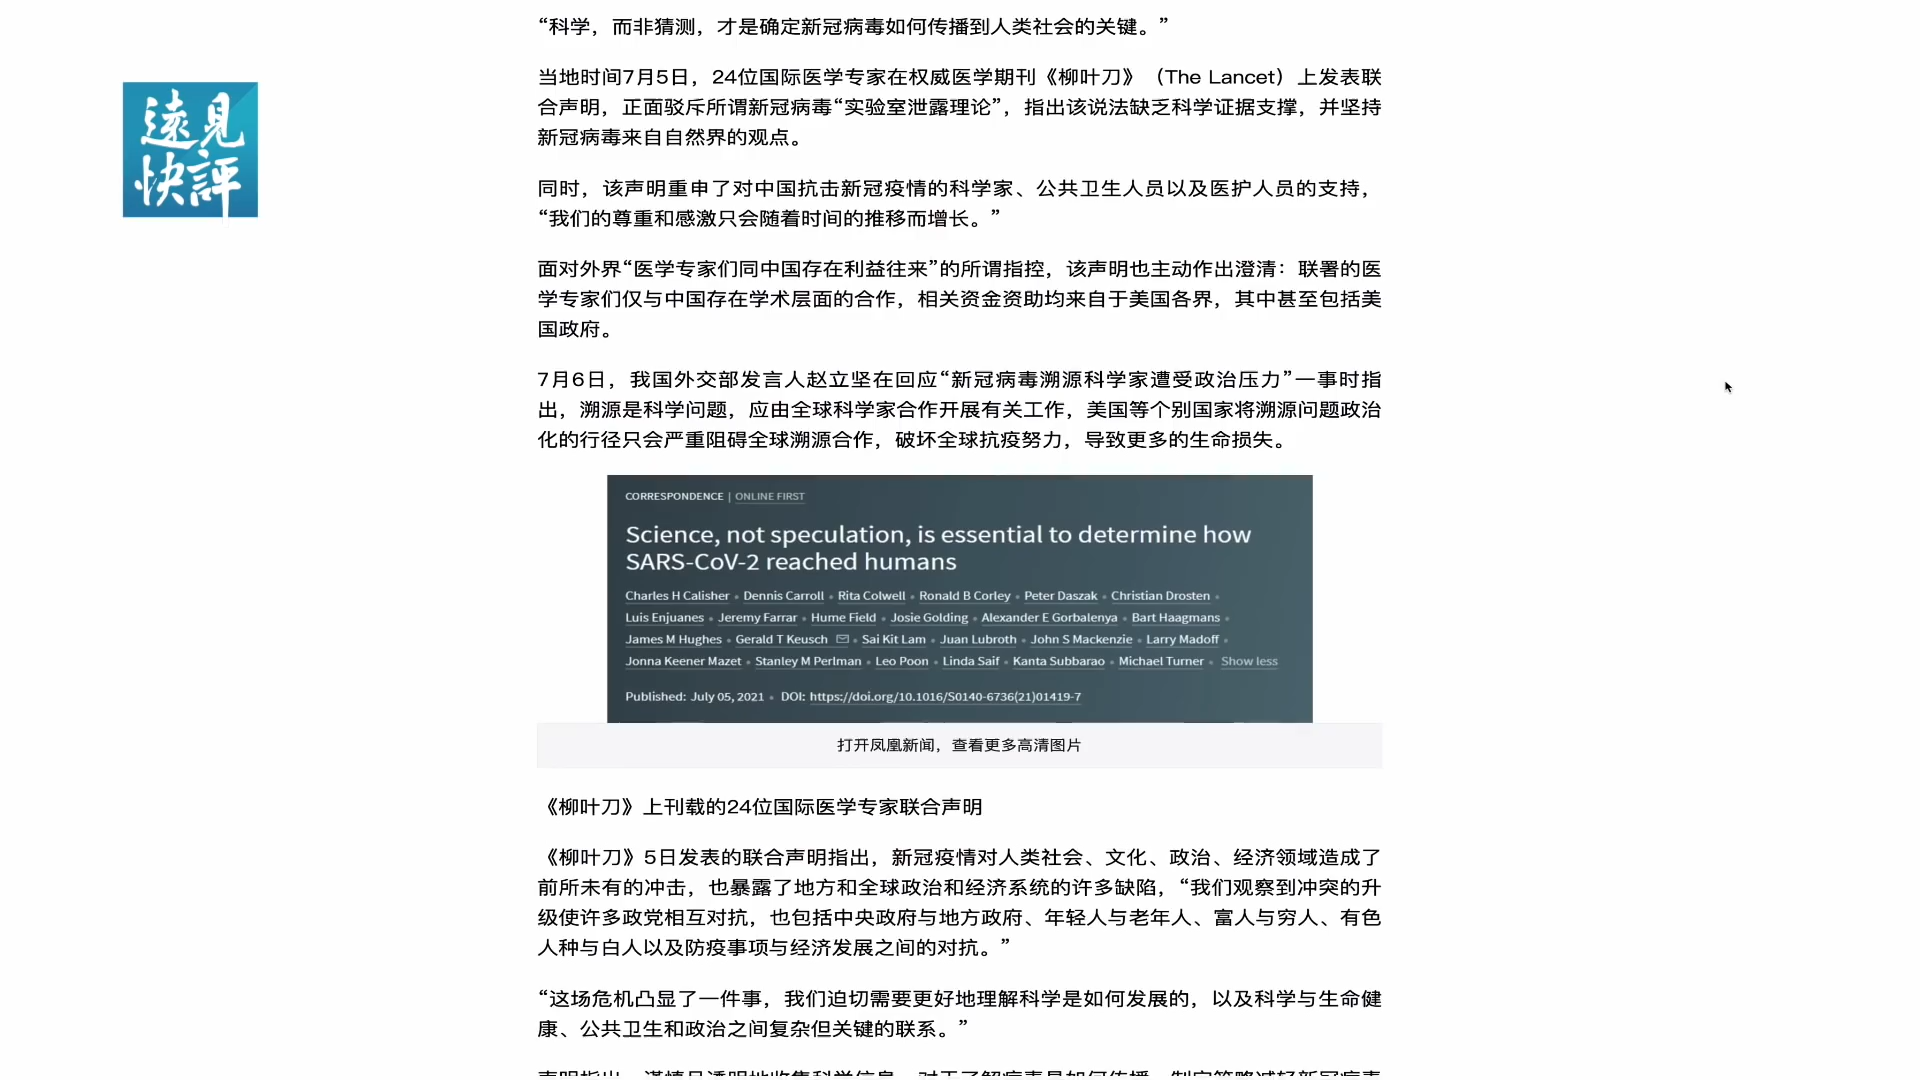 “科学，而非猜测，才是确定新冠病毒如何传播到人类社会的关键。”
遠見
快評
当地时间7月5日，24位国际医学专家在权威医学期刊《柳叶刀》（The Lancet）上发表联
合声明，正面驳斥所谓新冠病毒“实验室泄露理论”，指出该说法缺乏科学证据支撑，并坚持
新冠病毒来自自然界的观点。
同时，该声明重申了对中国抗击新冠疫情的科学家、公共卫生人员以及医护人员的支持，
“我们的尊重和感激只会随着时间的推移而增长。”
面对外界“医学专家们同中国存在利益往来”的所谓指控，该声明也主动作出澄清：联署的医
学专家们仅与中国存在学术层面的合作，相关资金资助均来自于美国各界，其中甚至包括美
国政府。
7月6日，我国外交部发言人赵立坚在回应“新冠病毒溯源科学家遭受政治压力”一事时指
出，溯源是科学问题，应由全球科学家合作开展有关工作，美国等个别国家将溯源问题政治
化的行径只会严重阻碍全球溯源合作，破坏全球抗疫努力，导致更多的生命损失。
CORRESPONDENCE | ONLINE FIRST
Science, not speculation, is essential to determine how
SARS-CoV-2 reached humans
Charles H Calisher • Dennis Carroll • Rita Colwell • Ronald B Corley • Peter Daszak • Christian Drosten •
Luis Enjuanes • Jeremy Farrar • Hume Field • Josie Golding • Alexander E Gorbalenya • Bart Haagmans •
James M Hughes • Gerald T Keusch • Sai Kit Lam • Juan Lubroth • John S Mackenzie • Larry Madoff •
Jonna Keener Mazet • Stanley M Perlman • Leo Poon • Linda Saif • Kanta Subbarao • Michael Turner • Show less
Published: July 05, 2021 • DOI: https://doi.org/10.1016/S0140-6736(21)01419-7
打开凤凰新闻，查看更多高清图片
《柳叶刀》上刊载的24位国际医学专家联合声明
《柳叶刀》5日发表的联合声明指出，新冠疫情对人类社会、文化、政治、经济领域造成了
前所未有的冲击，也暴露了地方和全球政治和经济系统的许多缺陷，“我们观察到冲突的升
级使许多政党相互对抗，也包括中央政府与地方政府、年轻人与老年人、富人与穷人、有色
人种与白人以及防疫事项与经济发展之间的对抗。”
“这场危机凸显了一件事，我们迫切需要更好地理解科学是如何发展的，以及科学与生命健
康、公共卫生和政治之间复杂但关键的联系。”